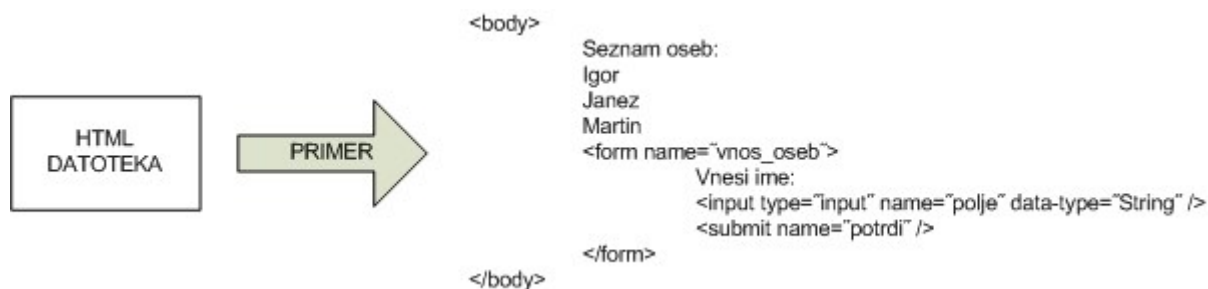 HTML
DATOTEKA
PRIMER
<body>
Seznam oseb:
Igor
Janez
Martin
<form name=˝vnos_oseb˝>
Vnesi ime:
<input type=˝input˝ name=˝polje˝ data-type=˝String˝ />
<submit name=˝potrdi˝ />
</form>
</body>